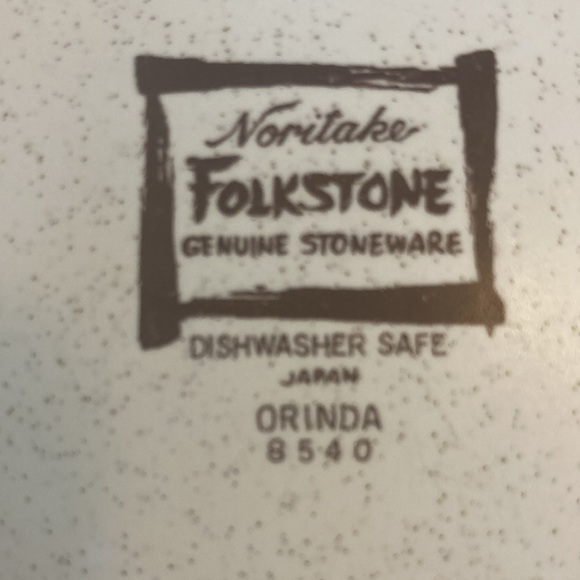 Noritake
FOLKSTONE
GENUINE STONEWARE
DISHWASHER SAFE
JAPAN
ORINDA
8540